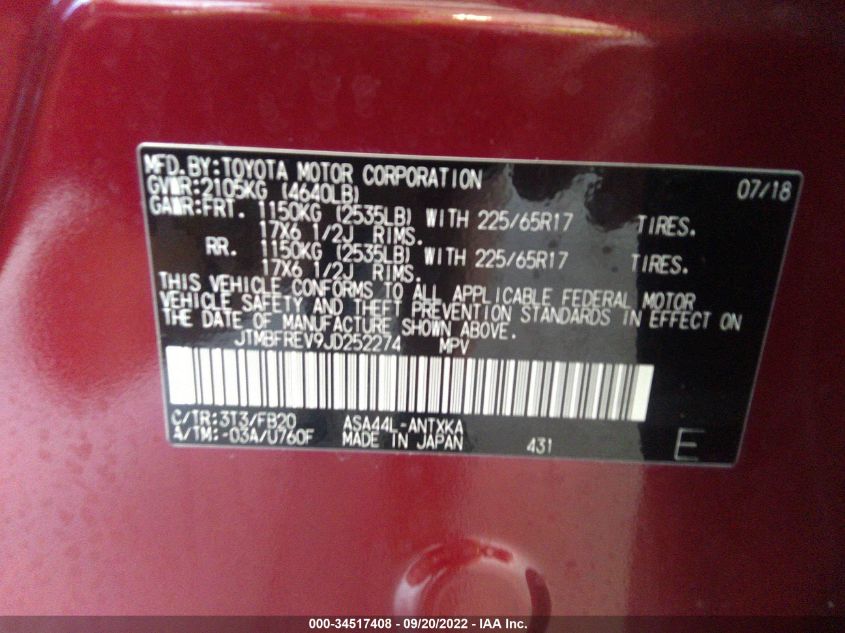 MFD.BY:TOYOTA MOTOR CORPORATION 07/18
GVWR:2105KG (4640LB)
GAWR:FRT. 1150KG (2535LB) WITH 225/65R17 TIRES.
17X6 1/2J RIMS.
RR. 1150KG (2535LB) WITH 225/65R17 TIRES.
17X6 1/2J RIMS.
THIS VEHICLE CONFORMS TO ALL APPLICABLE FEDERAL MOTOR
VEHICLE SAFETY AND THEFT PREVENTION STANDARDS IN EFFECT ON
THE DATE OF MANUFACTURE SHOWN ABOVE.
JTMBFREV9JD252274 MPV
C/TR:3T3/FB20 ASA44L-ANTXKA
A/TM:-03A/U760F MADE IN JAPAN 431 E
000-34517408 - 09/20/2022 - IAA Inc.